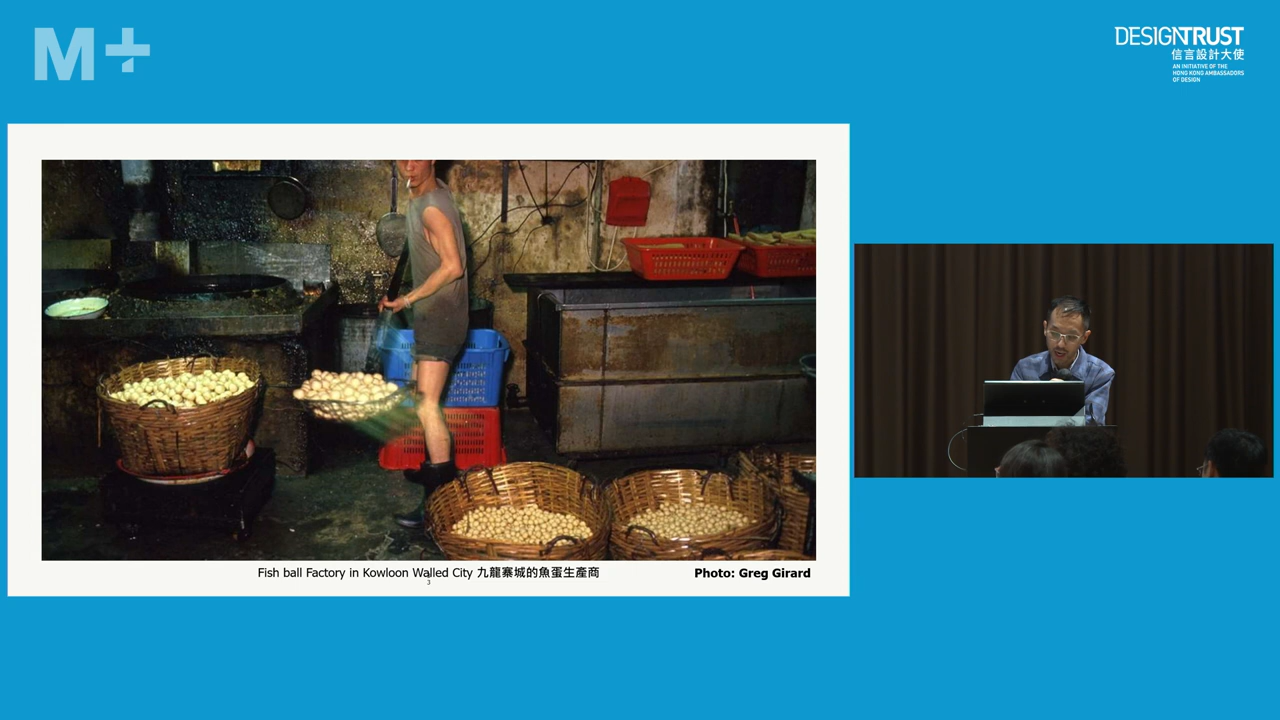 M+
DESIGNTRUST
信言設計大使
AN INITIATIVE OF THE
HONG KONG AMBASSADORS
OF DESIGN
Fish ball Factory in Kowloon Walled City 九龍寨城的魚蛋生產商
Photo: Greg Girard
3